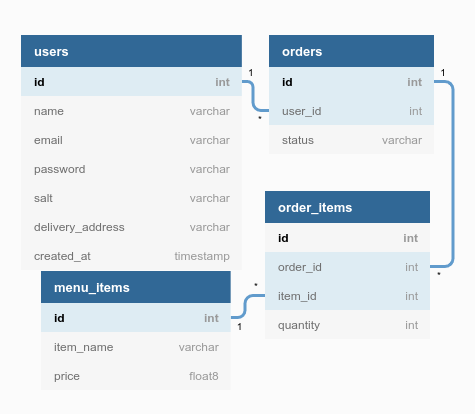 users
id int
name varchar
email varchar
password varchar
salt varchar
delivery_address varchar
created_at timestamp
1
*
orders
id int
user_id int
status varchar
1
*
order_items
id int
order_id int
item_id int
quantity int
menu_items
id int
item_name varchar
price float8
*
1